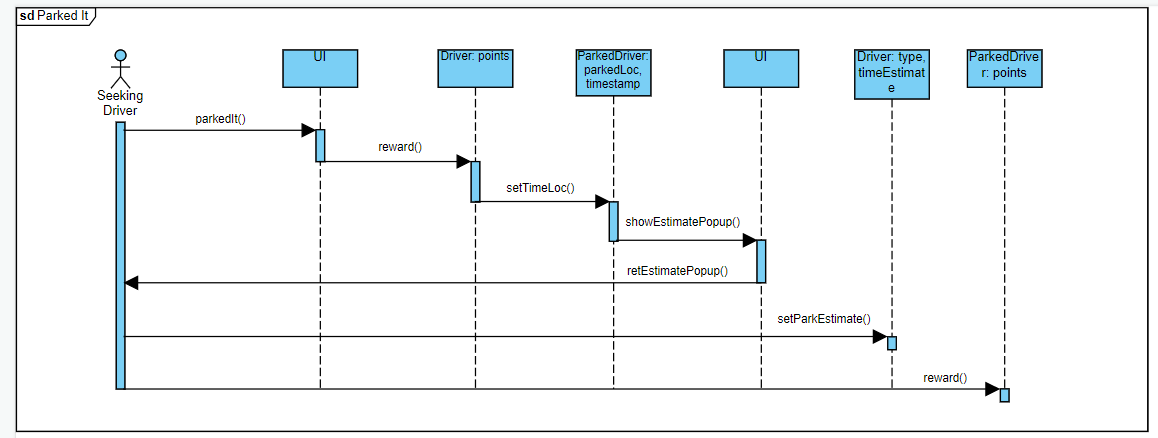 sd Parked It
Seeking
Driver
UI
Driver: points
ParkedDriver:
parkedLoc,
timestamp
UI
Driver: type,
timeEstimat
e
ParkedDrive
r: points
parkedIt()
reward()
setTimeLoc()
showEstimatePopup()
retEstimatePopup()
setParkEstimate()
reward()